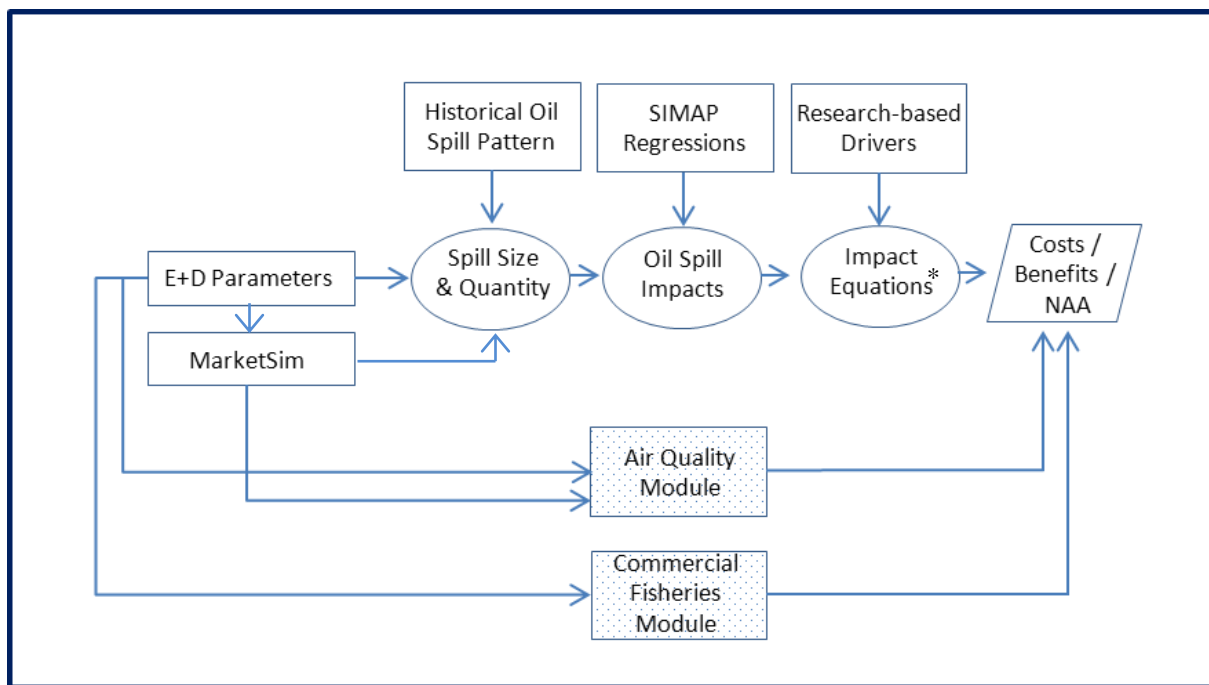 Historical Oil
Spill Pattern
SIMAP
Regressions
Research-based
Drivers
E+D Parameters
Spill Size
& Quantity
Oil Spill
Impacts
Impact
Equations*
Costs /
Benefits /
NAA
MarketSim
Air Quality
Module
Commercial
Fisheries
Module